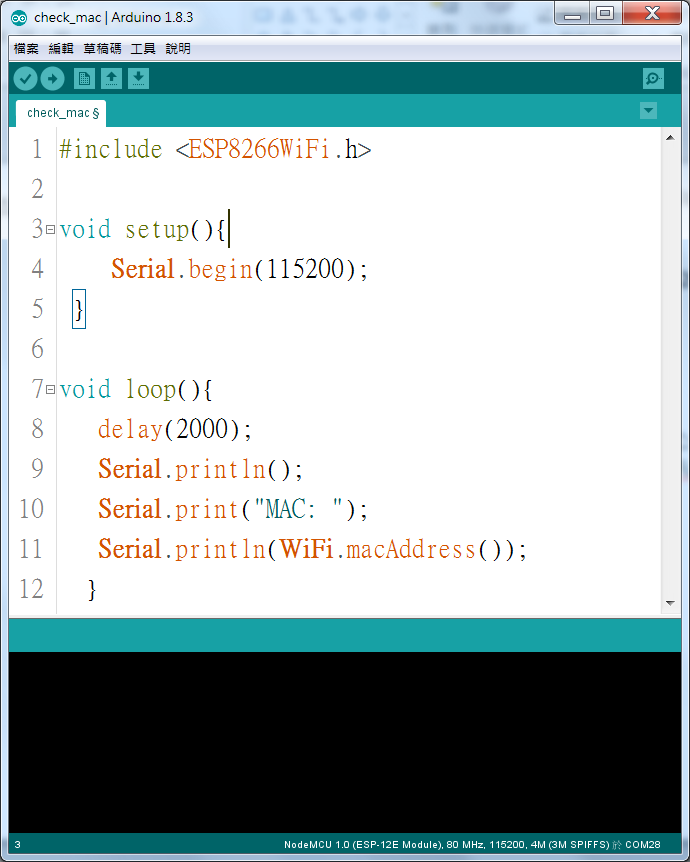 check_mac | Arduino 1.8.3
檔案 編輯 草稿碼 工具 說明
check_mac §
1 #include <ESP8266WiFi.h>
2
3 void setup(){
4 Serial.begin(115200);
5 }
6
7 void loop(){
8 delay(2000);
9 Serial.println();
10 Serial.print("MAC: ");
11 Serial.println(WiFi.macAddress());
12 }
3 NodeMCU 1.0 (ESP-12E Module), 80 MHz, 115200, 4M (3M SPIFFS) 於 COM28